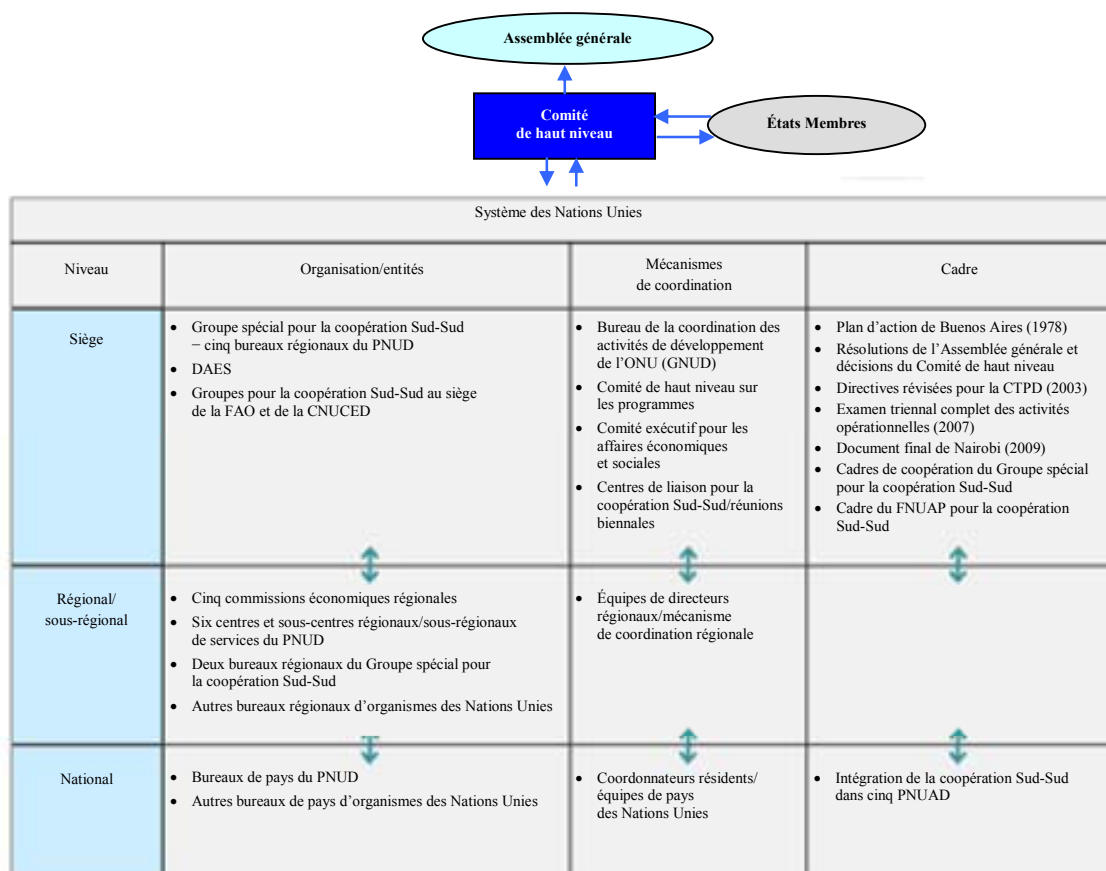 Assemblée générale
Comité
de haut niveau
États Membres
Système des Nations Unies
Niveau
Organisation/entités
Mécanismes
de coordination
Cadre
Siège
• Groupe spécial pour la coopération Sud-Sud
− cinq bureaux régionaux du PNUD
• DAES
• Groupes pour la coopération Sud-Sud au siège
de la FAO et de la CNUCED
• Bureau de la coordination des
activités de développement
de l’ONU (GNUD)
• Comité de haut niveau sur
les programmes
• Comité exécutif pour les
affaires économiques
et sociales
• Centres de liaison pour la
coopération Sud-Sud/réunions
biennales
• Plan d’action de Buenos Aires (1978)
• Résolutions de l’Assemblée générale et
décisions du Comité de haut niveau
• Directives révisées pour la CTPD (2003)
• Examen triennal complet des activités
opérationnelles (2007)
• Document final de Nairobi (2009)
• Cadres de coopération du Groupe spécial
pour la coopération Sud-Sud
• Cadre du FNUAP pour la coopération
Sud-Sud
Régional/
sous-régional
• Cinq commissions économiques régionales
• Six centres et sous-centres régionaux/sous-régionaux
de services du PNUD
• Deux bureaux régionaux du Groupe spécial pour
la coopération Sud-Sud
• Autres bureaux régionaux d’organismes des Nations Unies
• Équipes de directeurs
régionaux/mécanisme
de coordination régionale
National
• Bureaux de pays du PNUD
• Autres bureaux de pays d’organismes des Nations Unies
• Coordonnateurs résidents/
équipes de pays
des Nations Unies
• Intégration de la coopération Sud-Sud
dans cinq PNUAD